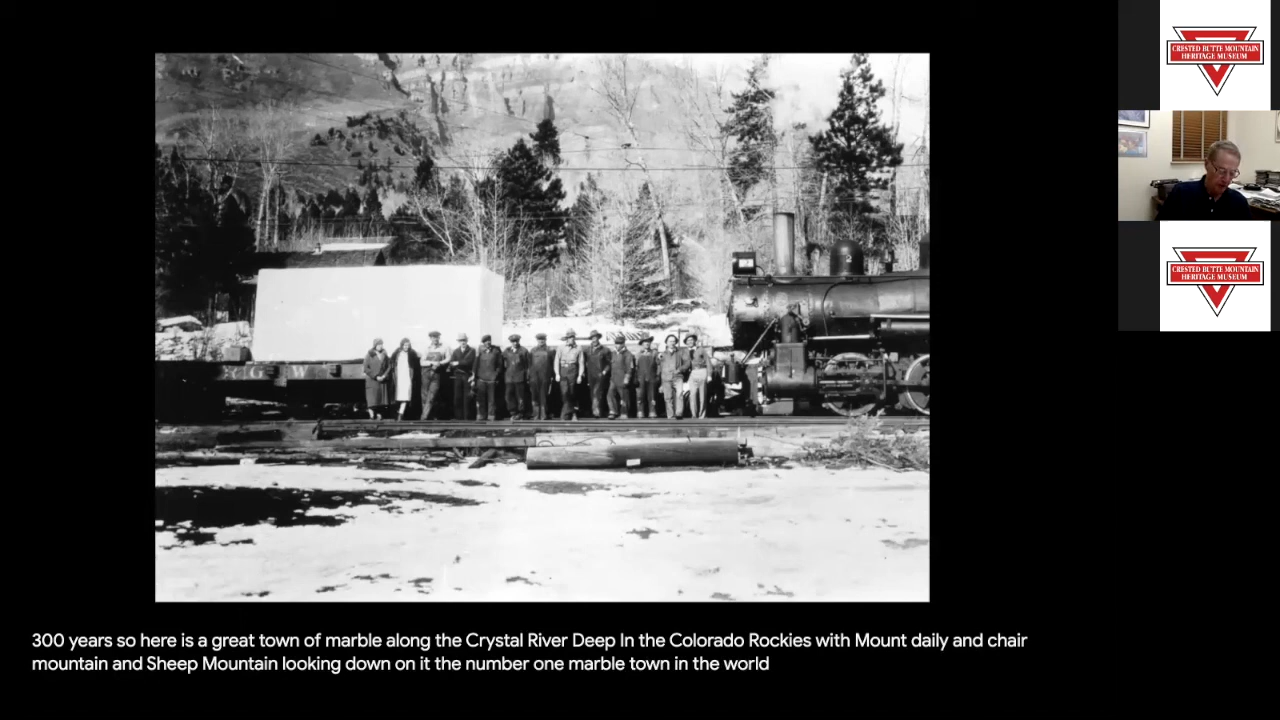 CRESTED BUTTE MOUNTAIN
HERITAGE MUSEUM
CRESTED BUTTE MOUNTAIN
HERITAGE MUSEUM
300 years so here is a great town of marble along the Crystal River Deep In the Colorado Rockies with Mount daily and chair
mountain and Sheep Mountain looking down on it the number one marble town in the world